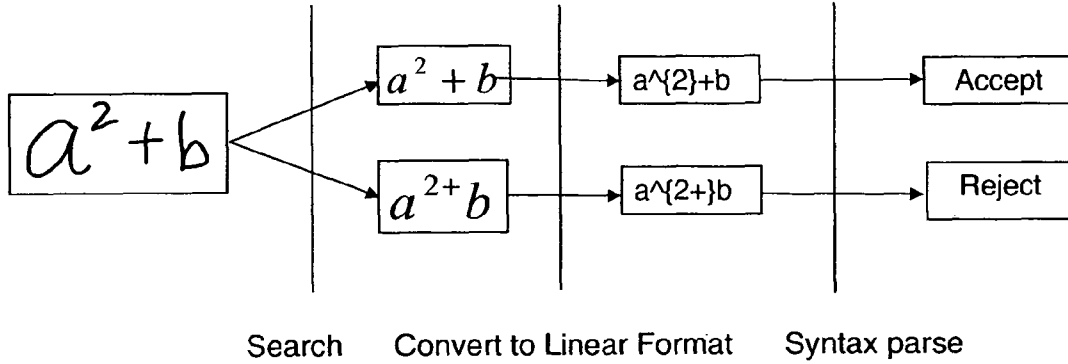 a² + b
a² + b
a^{2}+b
Accept
a²⁺ b
a^{2+}b
Reject
Search
Convert to Linear Format
Syntax parse